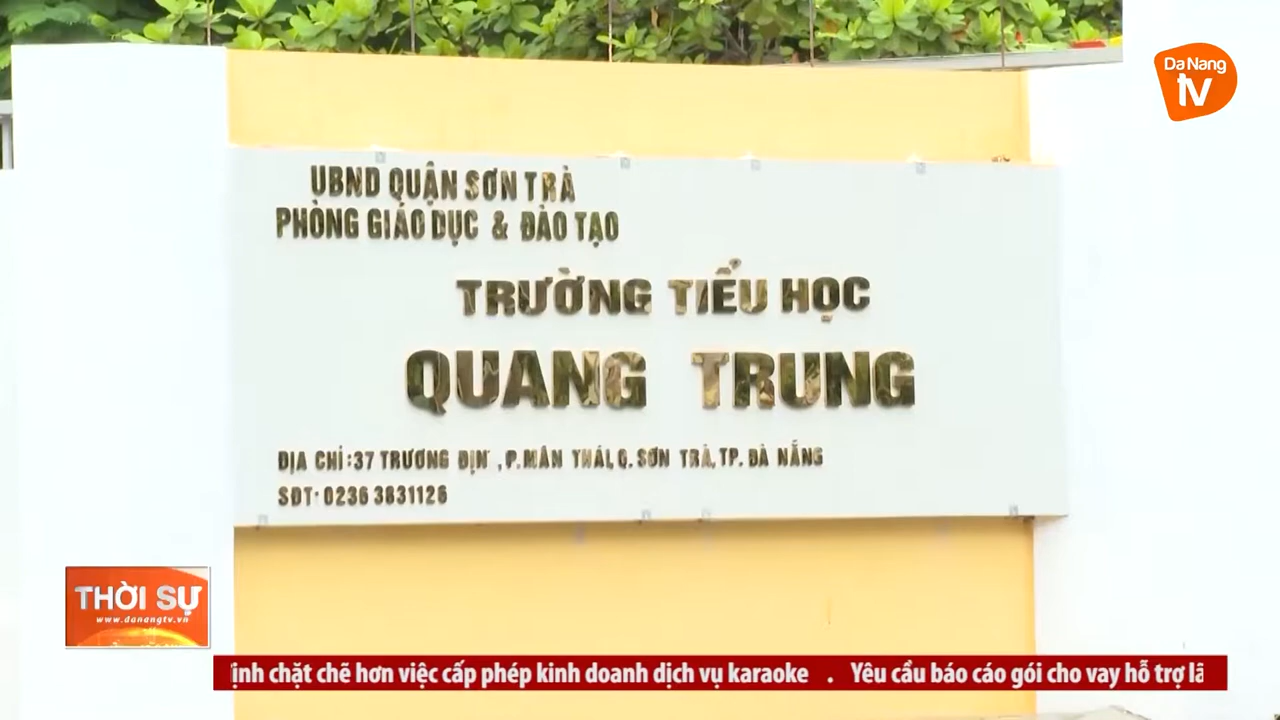 Da Nang
tv
UBND QUẬN SƠN TRÀ
PHÒNG GIÁO DỤC & ĐÀO TẠO
TRƯỜNG TIỂU HỌC
QUANG TRUNG
ĐỊA CHỈ:37 TRƯƠNG ĐỊN ,P.MÂN THÁI,Q.SƠN TRÀ,TP.ĐÀ NẴNG
SĐT:0236 3831126
THỜI SỰ
www.danangtv.vn
ịnh chặt chẽ hơn việc cấp phép kinh doanh dịch vụ karaoke . Yêu cầu báo cáo gói cho vay hỗ trợ lã